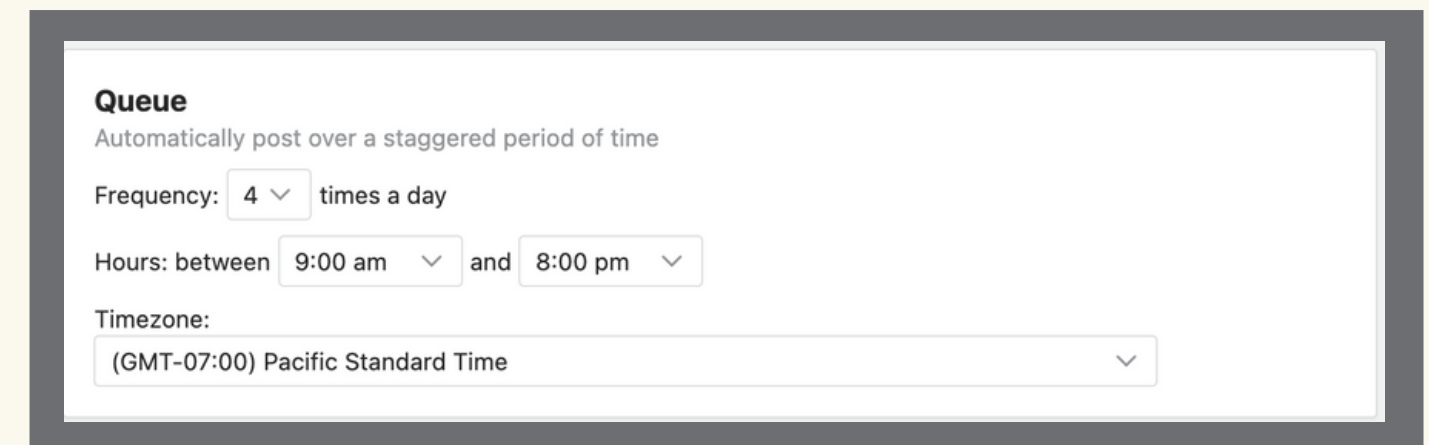 Queue
Automatically post over a staggered period of time
Frequency: 4 times a day
Hours: between 9:00 am and 8:00 pm
Timezone:
(GMT-07:00) Pacific Standard Time